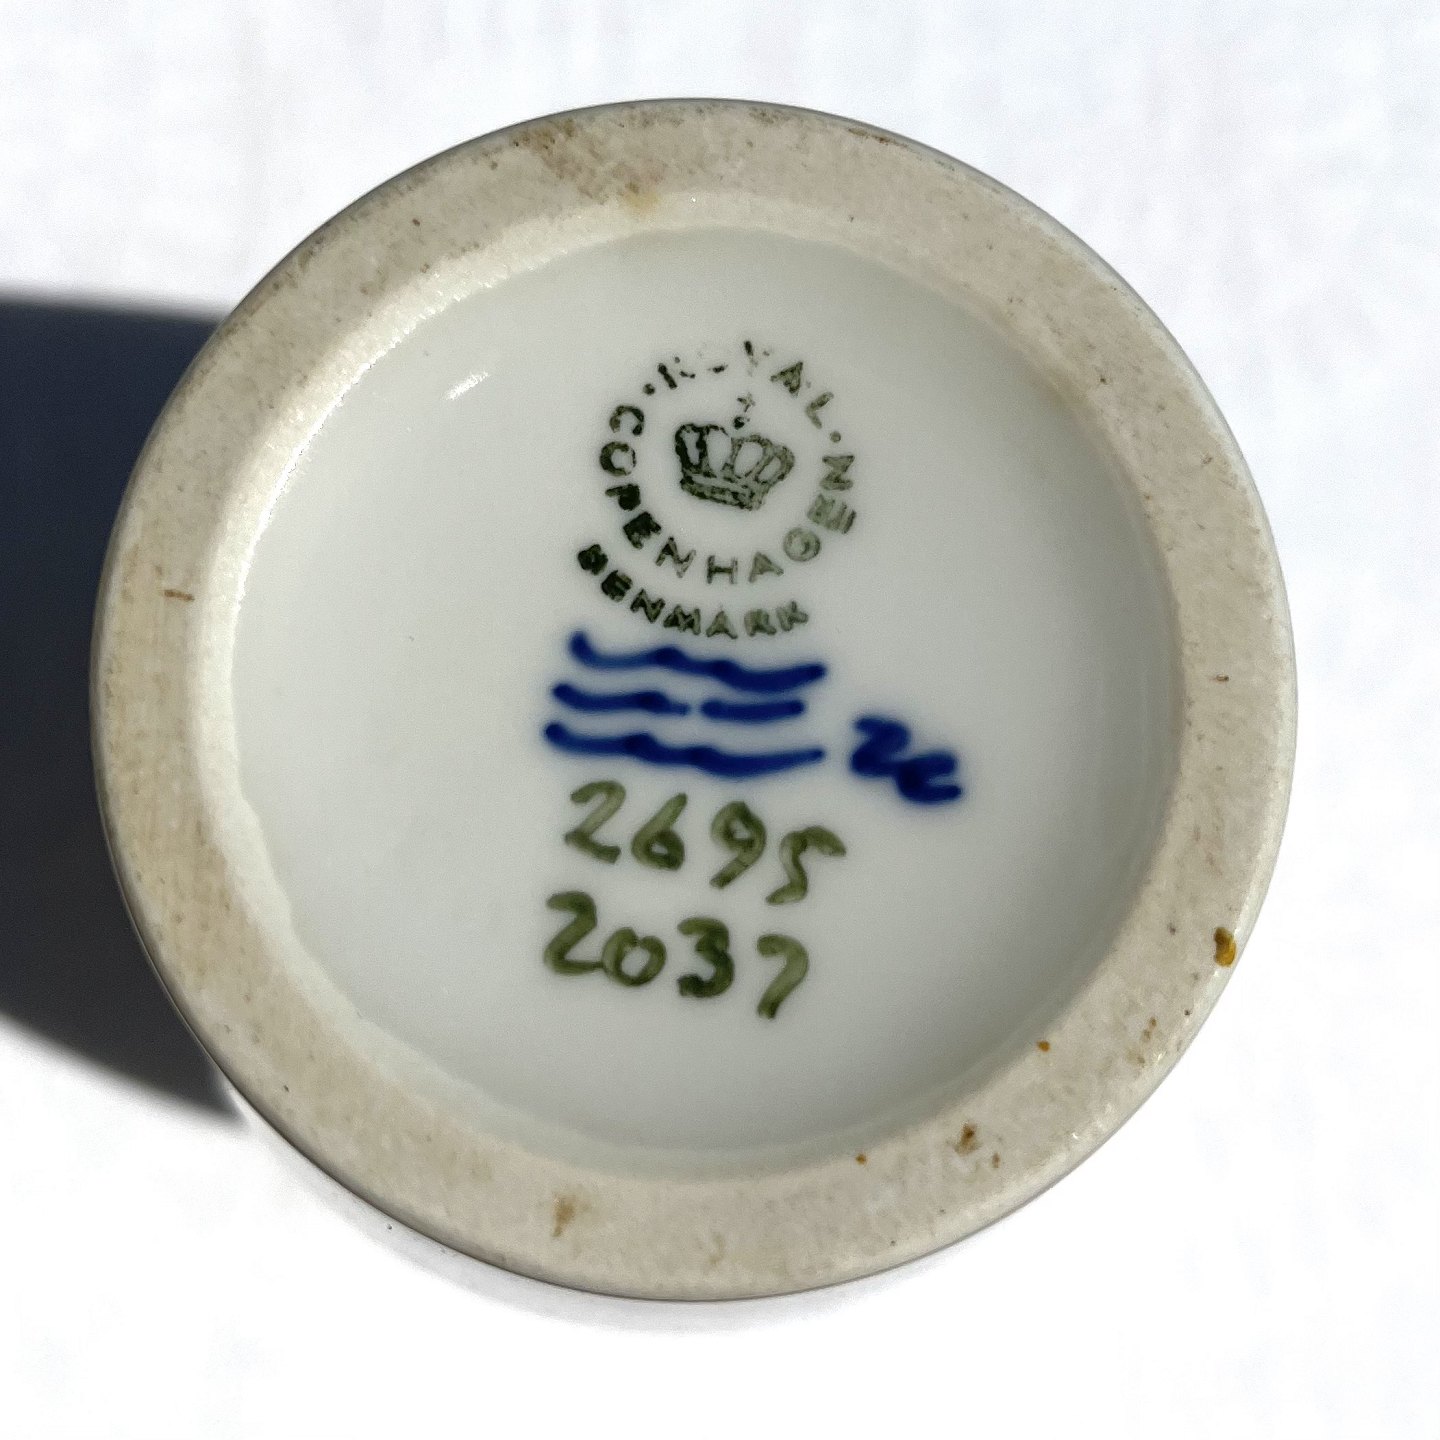 ROYAL
COPENHAGEN
DENMARK
2695
2037